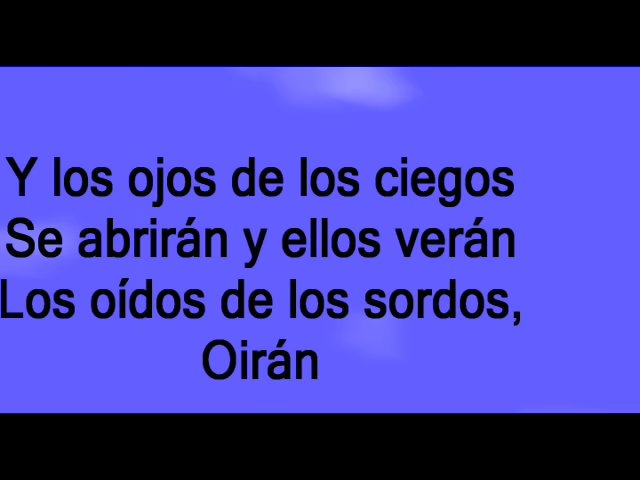 Y los ojos de los ciegos
Se abrirán y ellos verán
Los oídos de los sordos,
Oirán